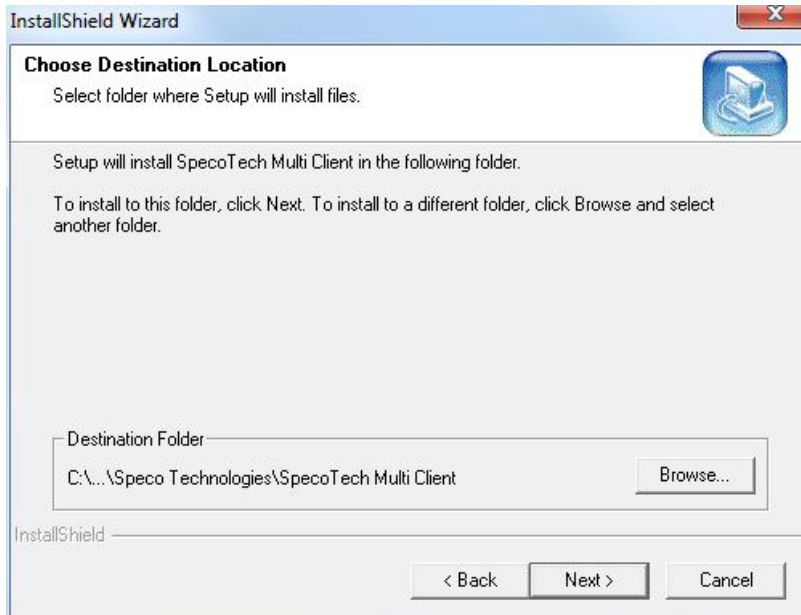 InstallShield Wizard
Choose Destination Location
Select folder where Setup will install files.
Setup will install SpecoTech Multi Client in the following folder.
To install to this folder, click Next. To install to a different folder, click Browse and select
another folder.
Destination Folder
C:\...\Speco Technologies\SpecoTech Multi Client
Browse...
InstallShield
< Back
Next >
Cancel